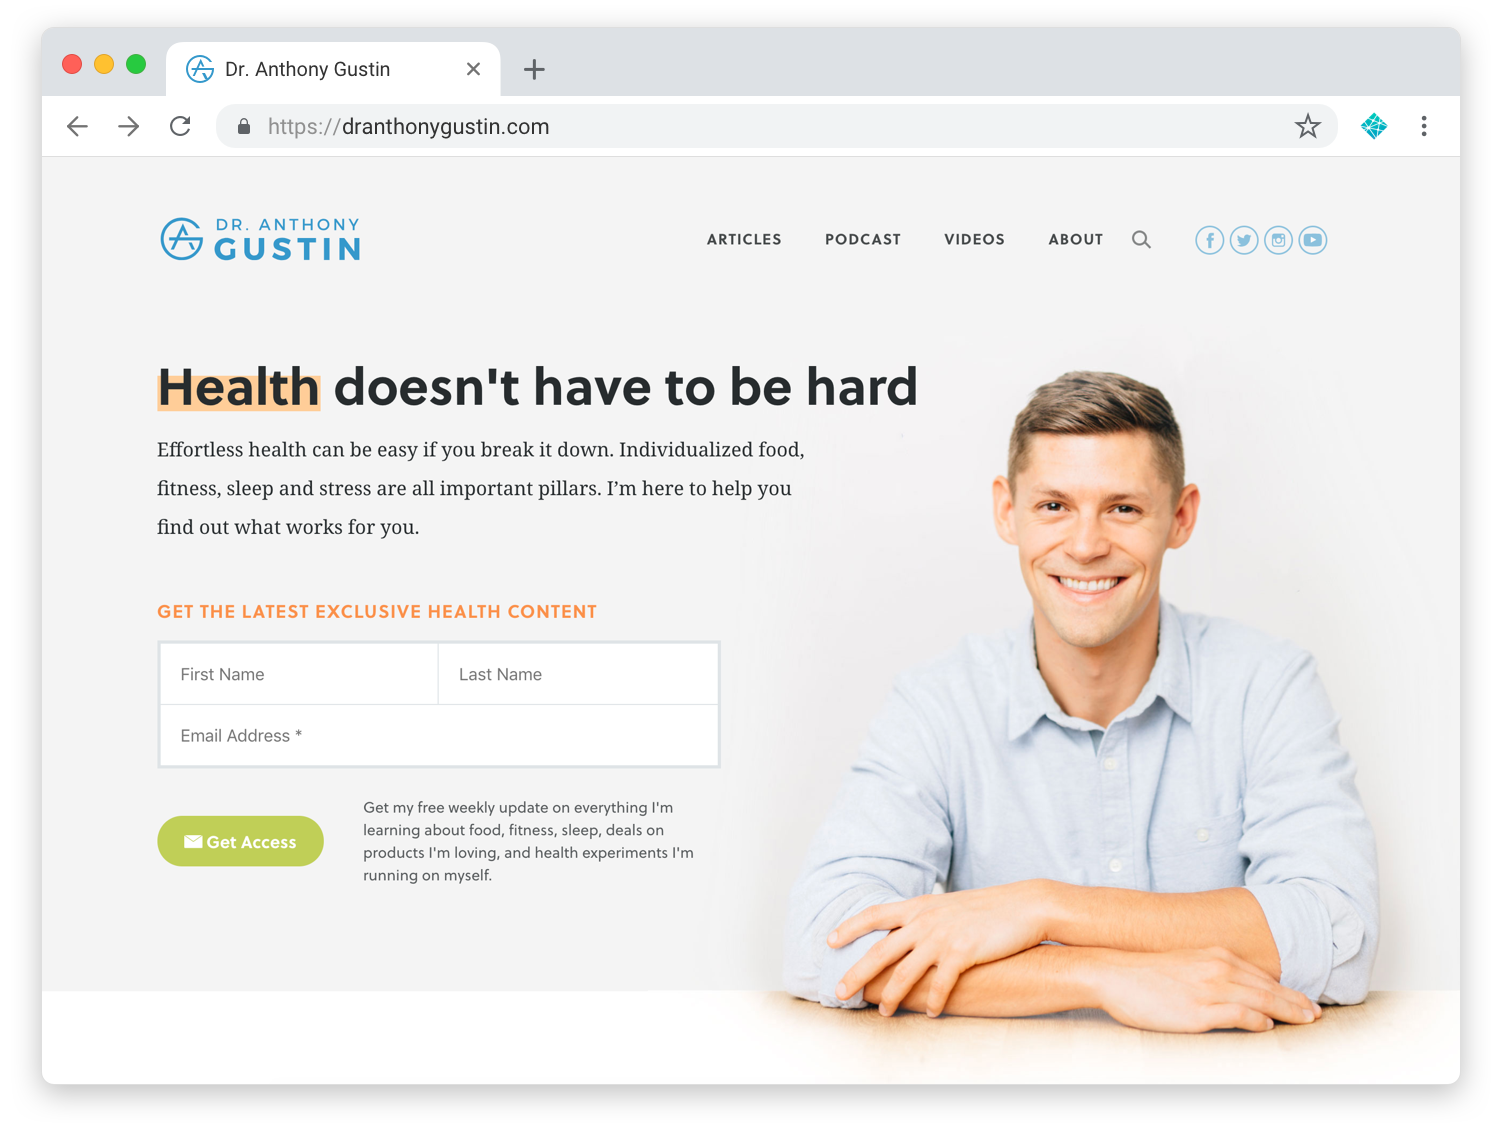 Dr. Anthony Gustin
https://dranthonygustin.com
DR. ANTHONY
GUSTIN
ARTICLES PODCAST VIDEOS ABOUT
Health doesn't have to be hard
Effortless health can be easy if you break it down. Individualized food,
fitness, sleep and stress are all important pillars. I’m here to help you
find out what works for you.
GET THE LATEST EXCLUSIVE HEALTH CONTENT
First Name Last Name
Email Address *
Get Access
Get my free weekly update on everything I'm
learning about food, fitness, sleep, deals on
products I'm loving, and health experiments I'm
running on myself.